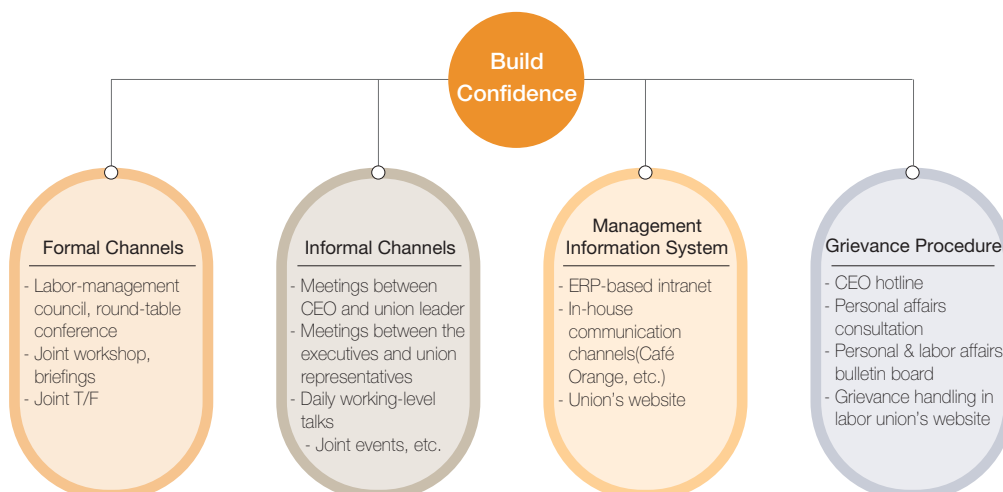 Build
Confidence
Formal Channels
- Labor-management
council, round-table
conference
- Joint workshop,
briefings
- Joint T/F
Informal Channels
- Meetings between
CEO and union leader
- Meetings between the
executives and union
representatives
- Daily working-level
talks
- Joint events, etc.
Management
Information System
- ERP-based intranet
- In-house
communication
channels(Café
Orange, etc.)
- Union's website
Grievance Procedure
- CEO hotline
- Personal affairs
consultation
- Personal & labor affairs
bulletin board
- Grievance handling in
labor union's website